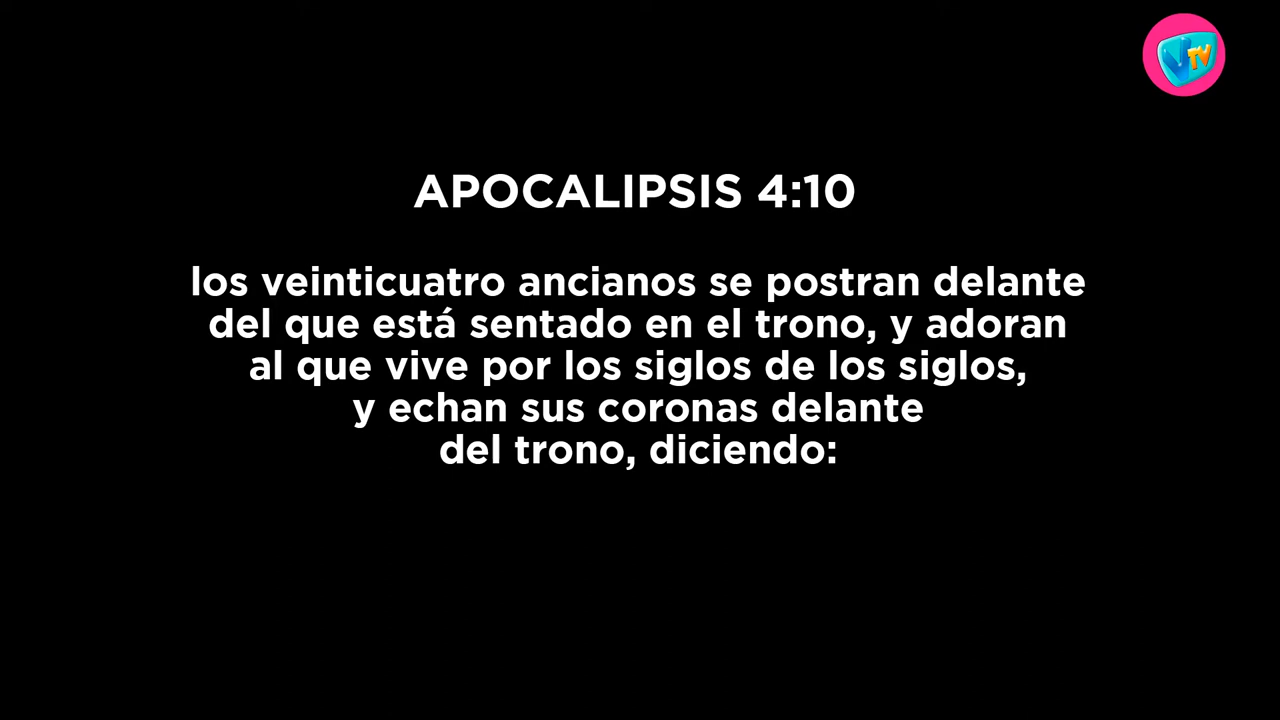 VTV
APOCALIPSIS 4:10
los veinticuatro ancianos se postran delante
del que está sentado en el trono, y adoran
al que vive por los siglos de los siglos,
y echan sus coronas delante
del trono, diciendo: